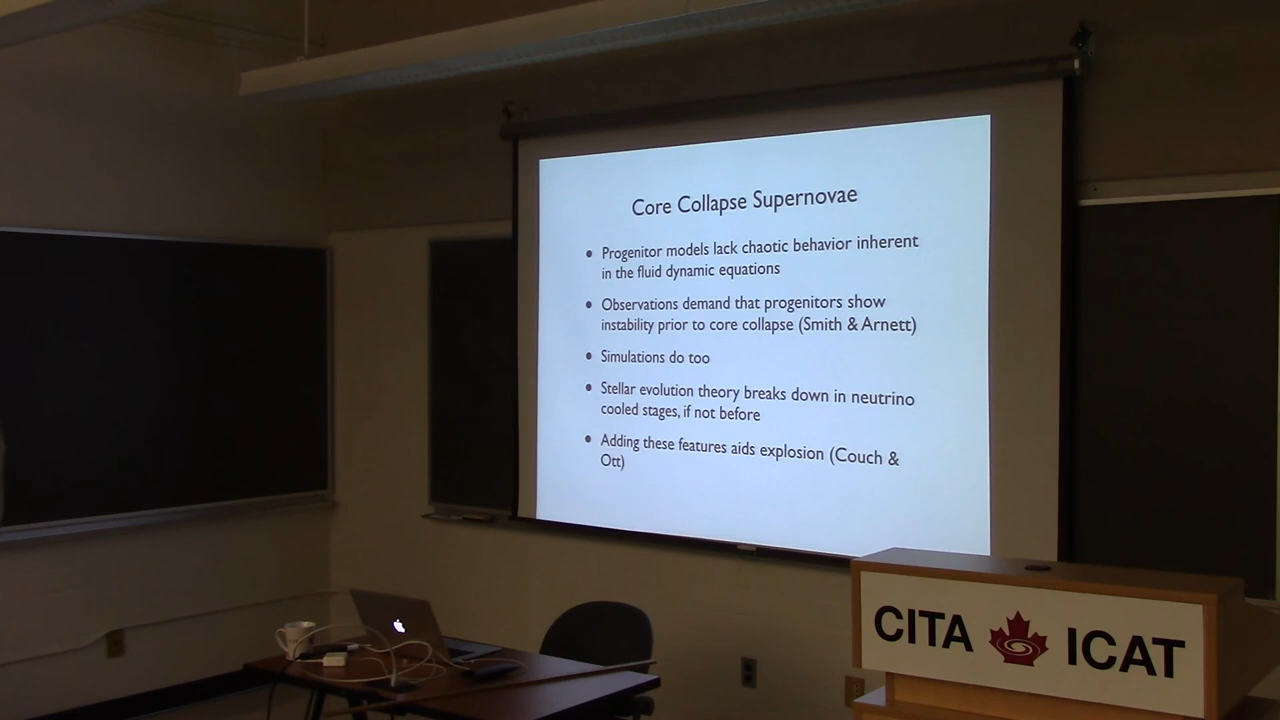 Core Collapse Supernovae
• Progenitor models lack chaotic behavior inherent
in the fluid dynamic equations
• Observations demand that progenitors show
instability prior to core collapse (Smith & Arnett)
• Simulations do too
• Stellar evolution theory breaks down in neutrino
cooled stages, if not before
• Adding these features aids explosion (Couch &
Ott)
CITA ICAT